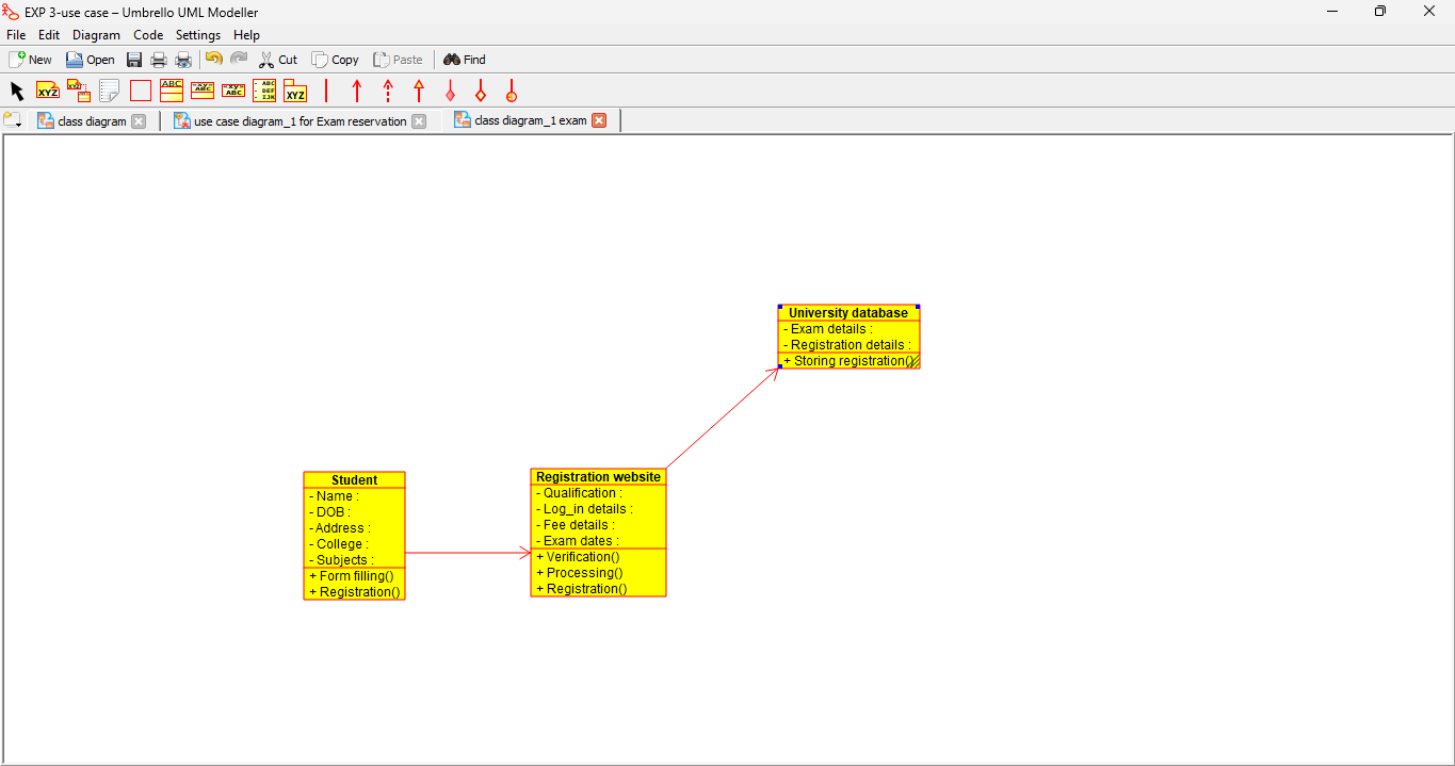 EXP 3-use case – Umbrello UML Modeller
File Edit Diagram Code Settings Help
New Open Cut Copy Paste Find
XYZ XYZ ABC "xy" ABC "xy" ABC ABC DEF IJK XYZ
class diagram use case diagram_1 for Exam reservation class diagram_1 exam
University database
- Exam details :
- Registration details :
+ Storing registration()
Student
- Name :
- DOB :
- Address :
- College :
- Subjects :
+ Form filling()
+ Registration()
Registration website
- Qualification :
- Log_in details :
- Fee details :
- Exam dates :
+ Verification()
+ Processing()
+ Registration()